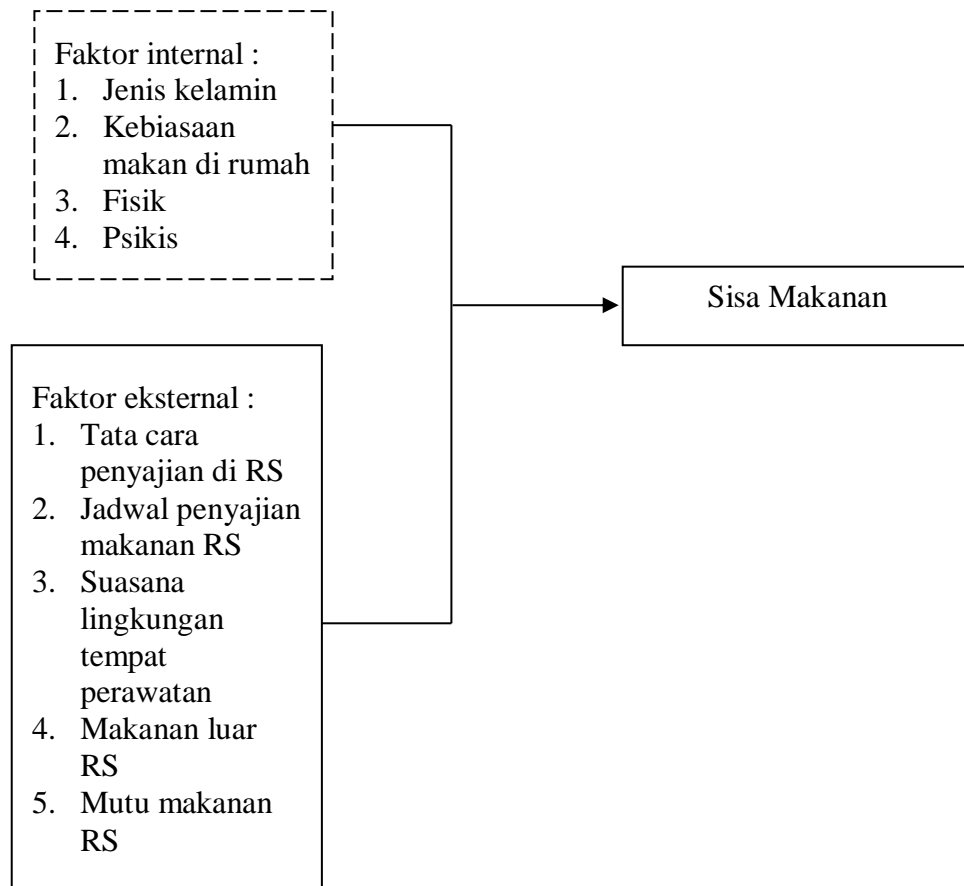 Faktor internal :
1. Jenis kelamin
2. Kebiasaan
makan di rumah
3. Fisik
4. Psikis
Sisa Makanan
Faktor eksternal :
1. Tata cara
penyajian di RS
2. Jadwal penyajian
makanan RS
3. Suasana
lingkungan
tempat
perawatan
4. Makanan luar
RS
5. Mutu makanan
RS